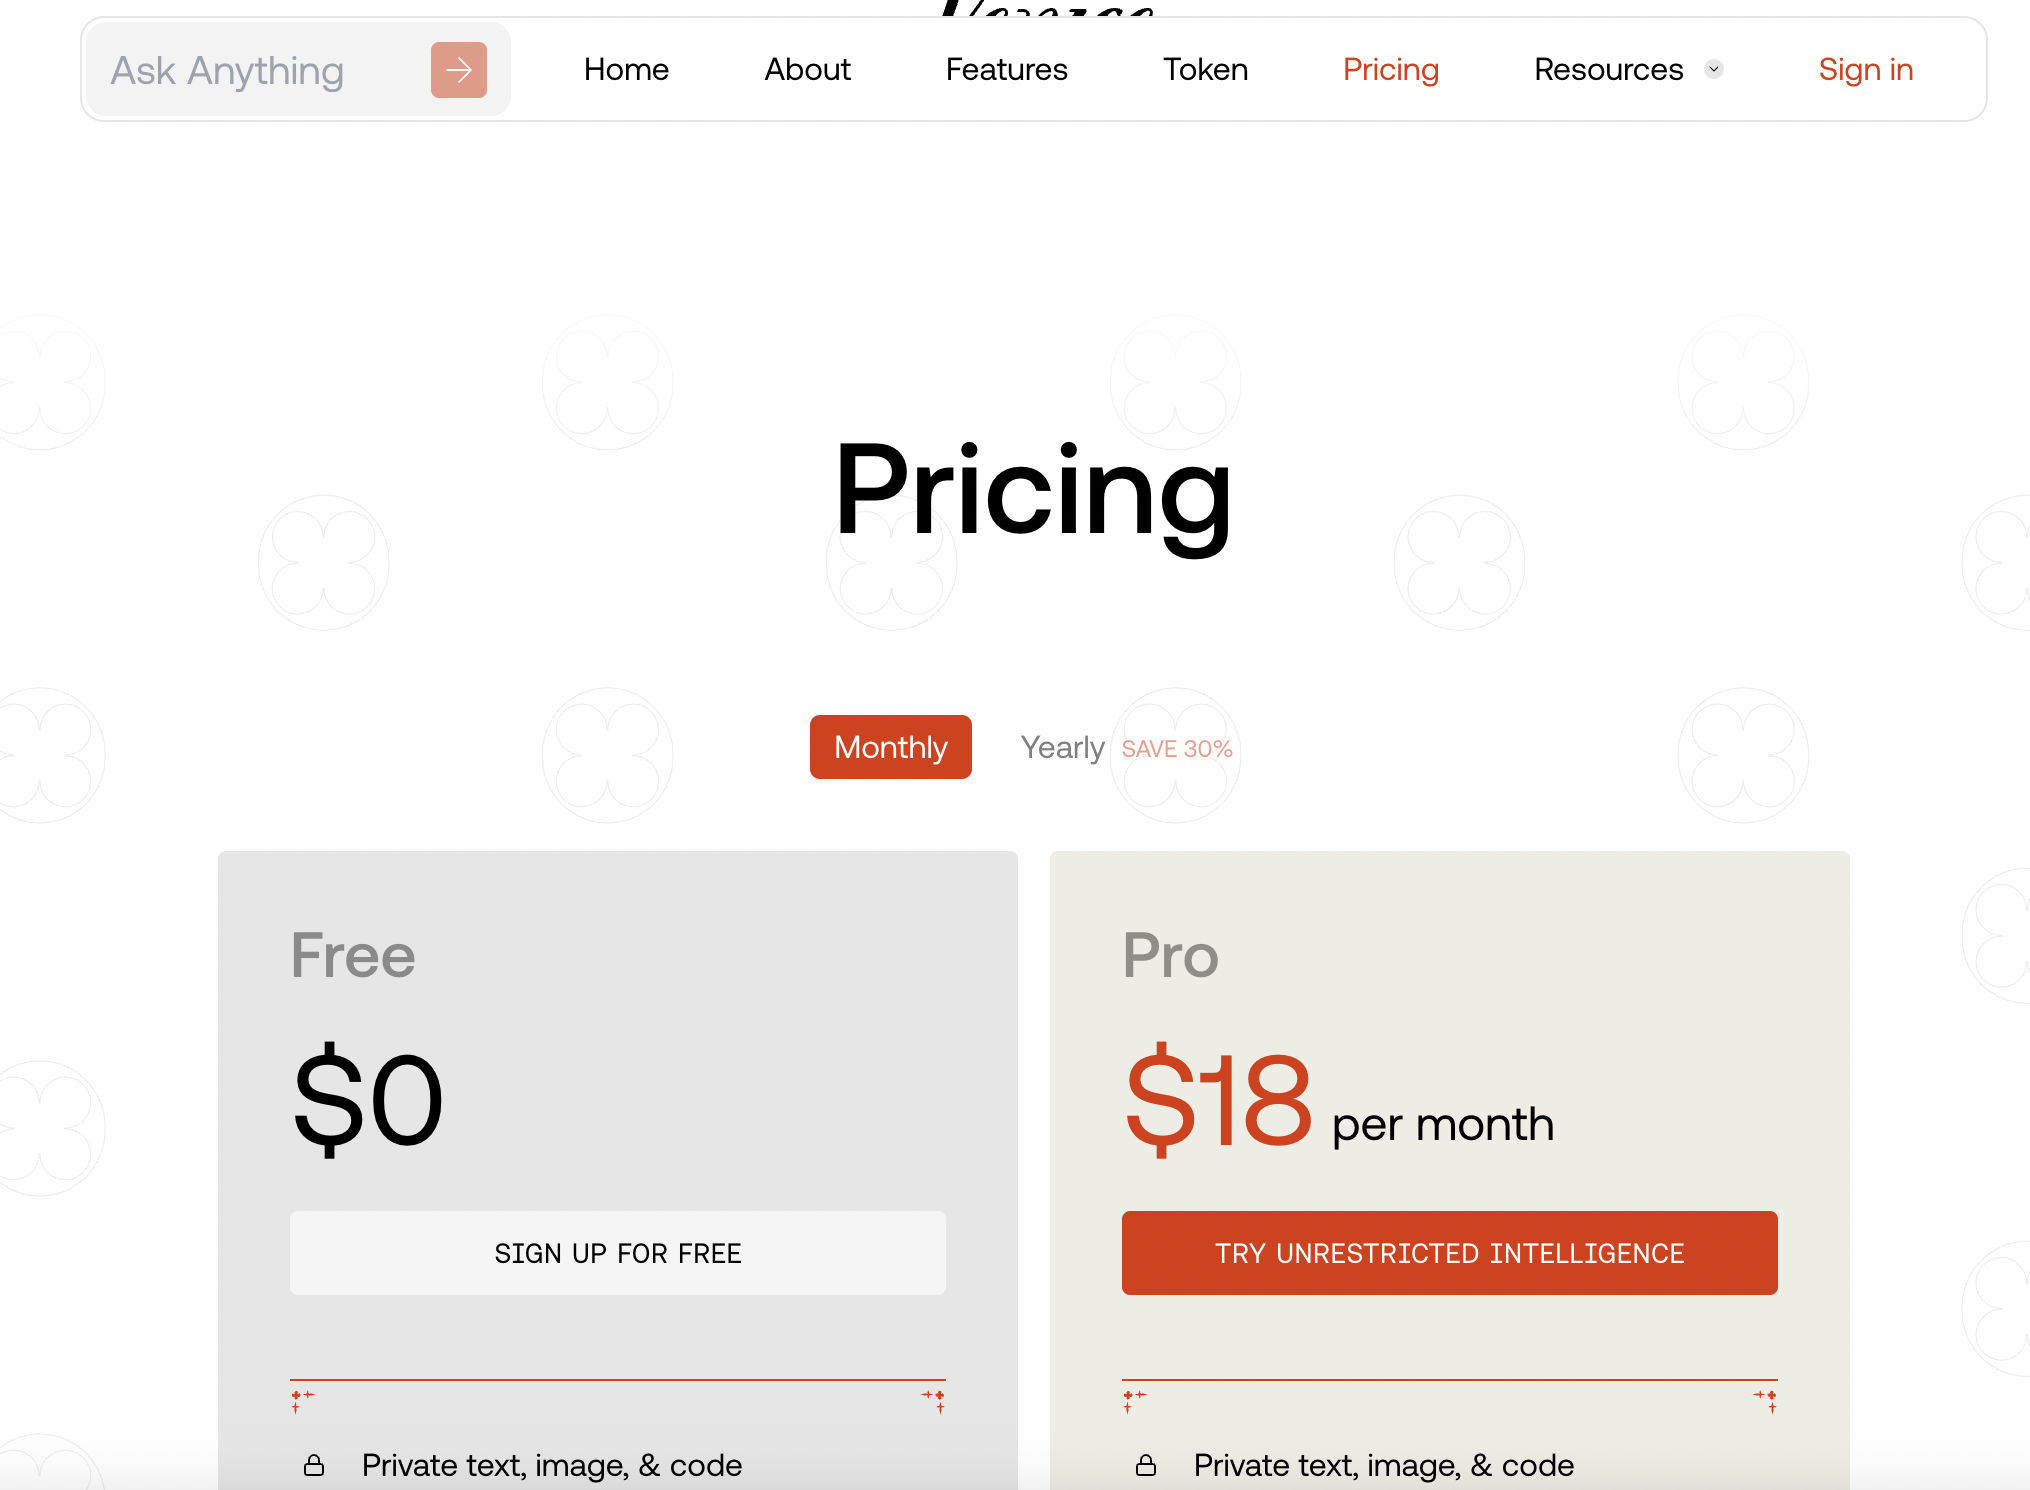 Ask Anything
Home
About
Features
Token
Pricing
Resources
Sign in
Pricing
Monthly
Yearly SAVE 30%
Free
$0
SIGN UP FOR FREE
Private text, image, & code
Pro
$18 per month
TRY UNRESTRICTED INTELLIGENCE
Private text, image, & code